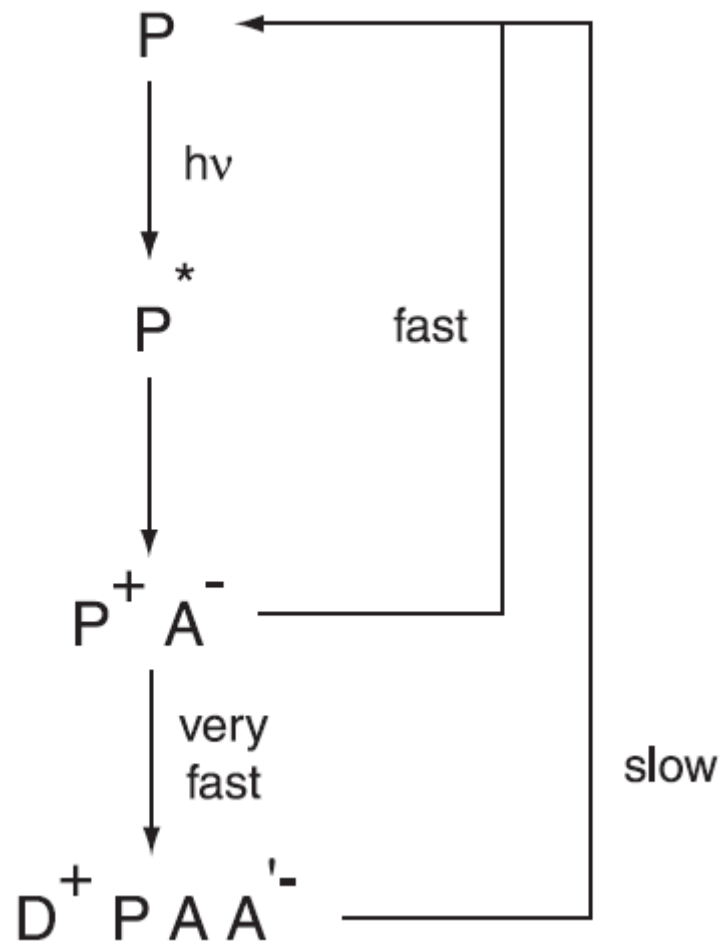 P
hν
P*
fast
P⁺ A⁻
very
fast
slow
D⁺ P A A'⁻